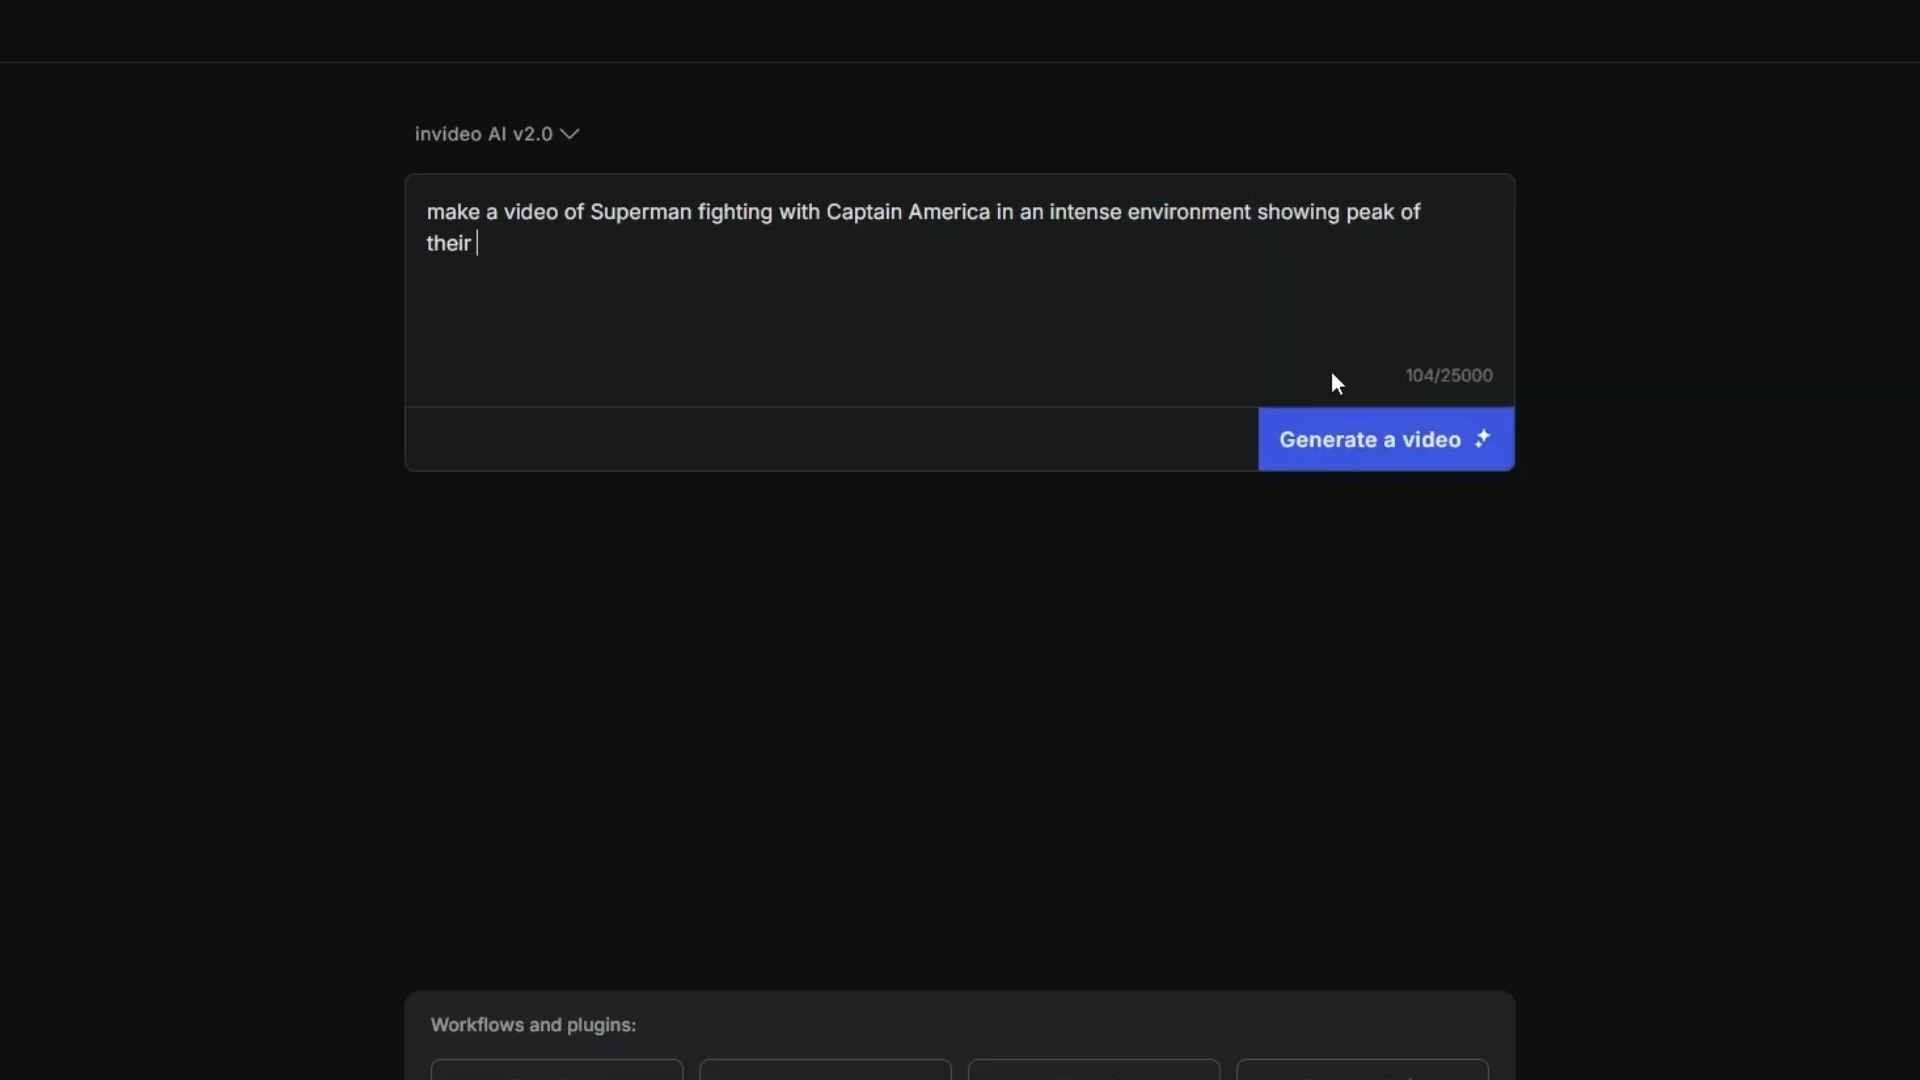 invideo AI v2.0
make a video of Superman fighting with Captain America in an intense environment showing peak of
their
104/25000
Generate a video
Workflows and plugins: